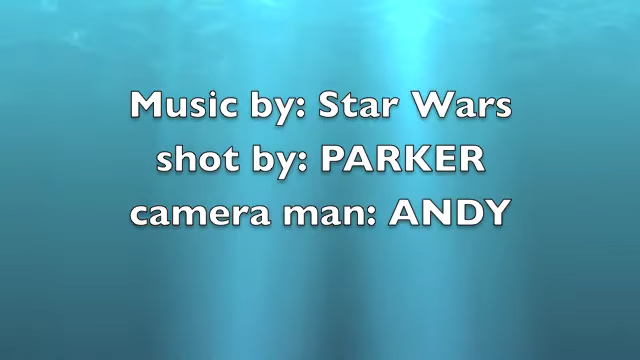 Music by: Star Wars
shot by: PARKER
camera man: ANDY